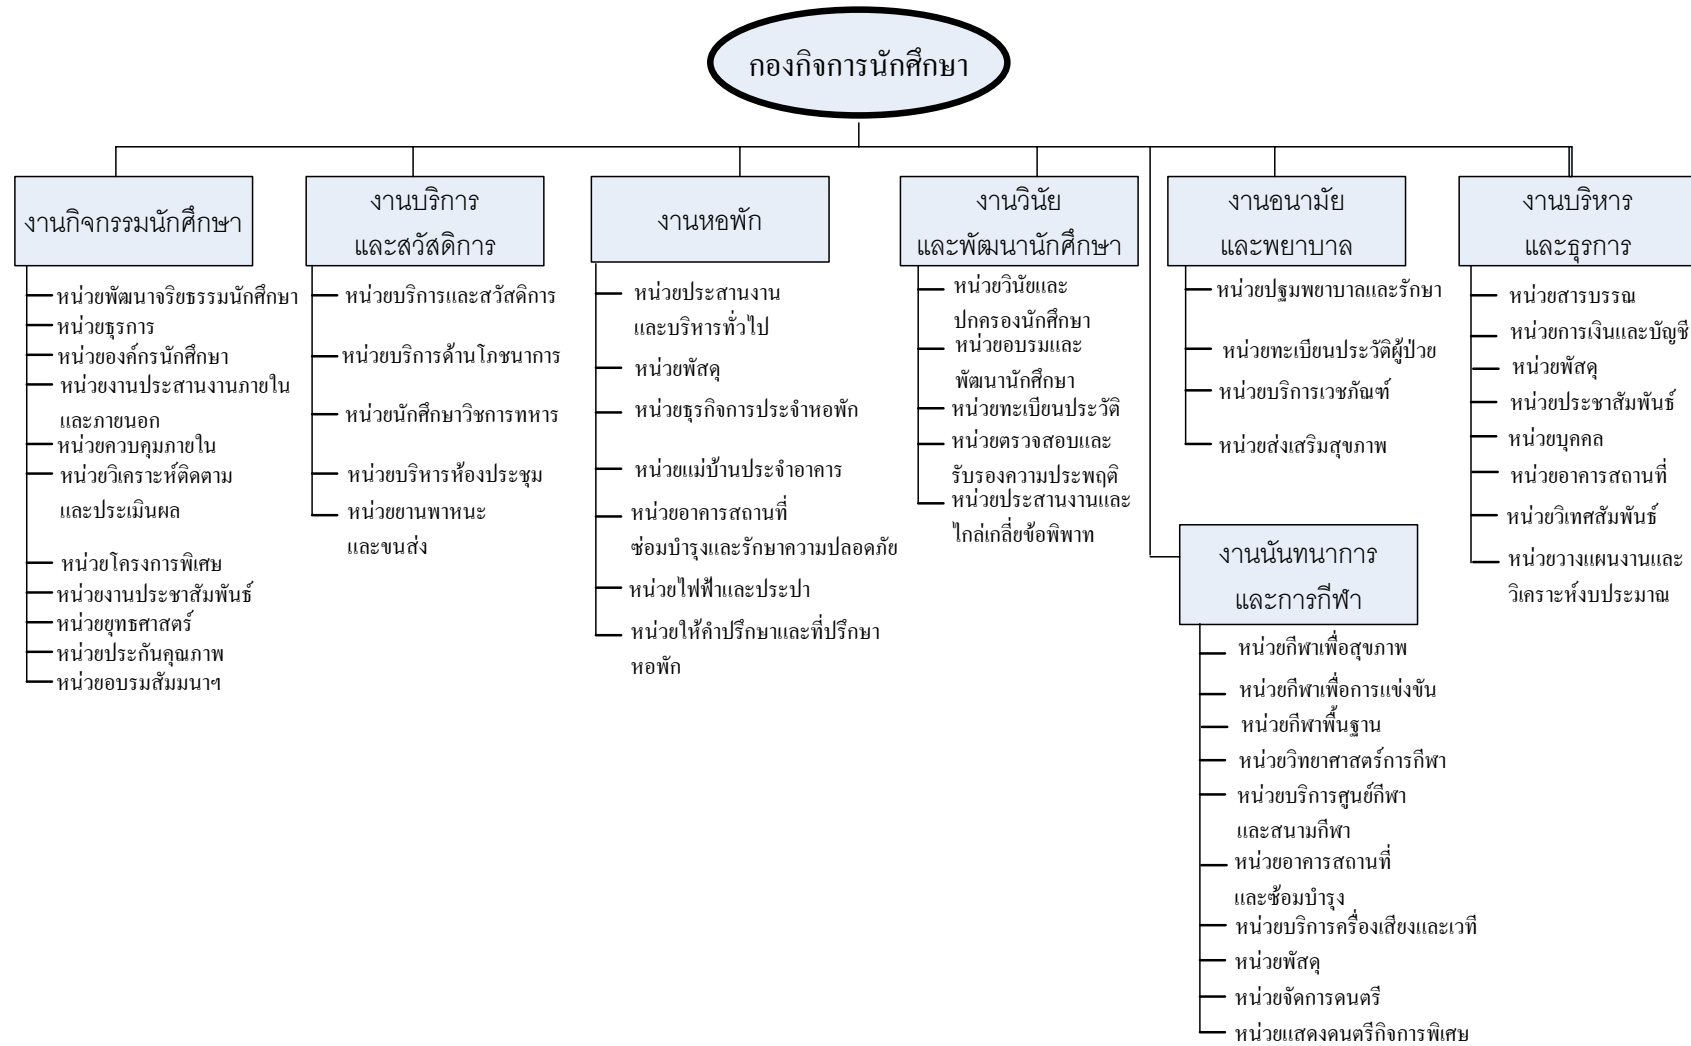 กองกิจการนักศึกษา
งานกิจกรรมนักศึกษา
หน่วยพัฒนาจริยธรรมนักศึกษา
หน่วยธุรการ
หน่วยองค์กรนักศึกษา
หน่วยงานประสานงานภายใน
และภายนอก
หน่วยควบคุมภายใน
หน่วยวิเคราะห์ติดตาม
และประเมินผล
หน่วยโครงการพิเศษ
หน่วยงานประชาสัมพันธ์
หน่วยยุทธศาสตร์
หน่วยประกันคุณภาพ
หน่วยอบรมสัมมนาฯ
งานบริการ
และสวัสดิการ
หน่วยบริการและสวัสดิการ
หน่วยบริการด้านโภชนาการ
หน่วยนักศึกษาวิชการทหาร
หน่วยบริหารห้องประชุม
หน่วยยานพาหนะ
และขนส่ง
งานหอพัก
หน่วยประสานงาน
และบริหารทั่วไป
หน่วยพัสดุ
หน่วยธุรกิจการประจำหอพัก
หน่วยแม่บ้านประจำอาคาร
หน่วยอาคารสถานที่
ซ่อมบำรุงและรักษาความปลอดภัย
หน่วยไฟฟ้าและประปา
หน่วยให้คำปรึกษาและที่ปรึกษา
หอพัก
งานวินัย
และพัฒนานักศึกษา
หน่วยวินัยและ
ปกครองนักศึกษา
หน่วยอบรมและ
พัฒนานักศึกษา
หน่วยทะเบียนประวัติ
หน่วยตรวจสอบและ
รับรองความประพฤติ
หน่วยประสานงานและ
ไกล่เกลี่ยข้อพิพาท
งานอนามัย
และพยาบาล
หน่วยปฐมพยาบาลและรักษา
หน่วยทะเบียนประวัติผู้ป่วย
หน่วยบริการเวชภัณฑ์
หน่วยส่งเสริมสุขภาพ
งานนันทนาการ
และการกีฬา
หน่วยกีฬาเพื่อสุขภาพ
หน่วยกีฬาเพื่อการแข่งขัน
หน่วยกีฬาพื้นฐาน
หน่วยวิทยาศาสตร์การกีฬา
หน่วยบริการศูนย์กีฬา
และสนามกีฬา
หน่วยอาคารสถานที่
และซ้อมบำรุง
หน่วยบริการครื่องเสียงและเวที
หน่วยพัสดุ
หน่วยจัดการดนตรี
หน่วยแสดงดนตรีกิจการพิเศษ
งานบริหาร
และธุรการ
หน่วยสารบรรณ
หน่วยการเงินและบัญชี
หน่วยพัสดุ
หน่วยประชาสัมพันธ์
หน่วยบุคคล
หน่วยอาคารสถานที่
หน่วยวิเทศสัมพันธ์
หน่วยวางแผนงานและ
วิเคราะห์งบประมาณ